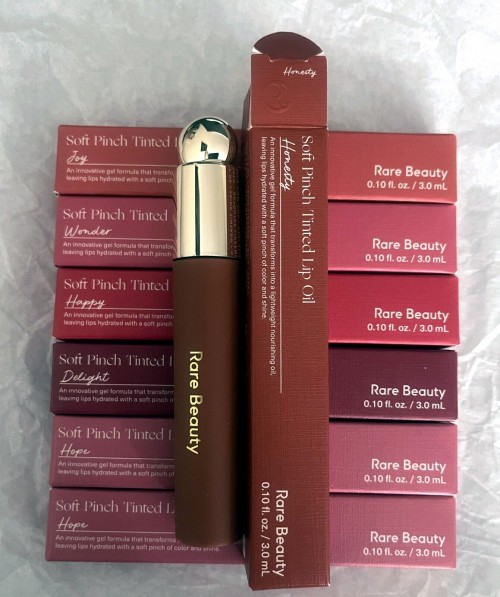 Honesty
Soft Pinch Tinted Lip Oil
Honesty
An innovative gel formula that transforms into a lightweight nourishing oil,
leaving lips hydrated with a soft pinch of color and shine.
Rare Beauty
0.10 fl. oz. / 3.0 mL
Rare Beauty
Soft Pinch Tinted
Joy
An innovative gel formula that transform
leaving lips hydrated with a soft pinch
Rare Beauty
0.10 fl. oz. / 3.0 mL
Soft Pinch Tinted
Wonder
An innovative gel formula that transform
leaving lips hydrated with a soft pinch
Rare Beauty
0.10 fl. oz. / 3.0 mL
Soft Pinch Tinted
Happy
An innovative gel formula that transform
leaving lips hydrated with a soft pinch
Rare Beauty
0.10 fl. oz. / 3.0 mL
Soft Pinch Tinted
Delight
An innovative gel formula that transform
leaving lips hydrated with a soft pinch
Rare Beauty
0.10 fl. oz. / 3.0 mL
Soft Pinch Tinted
Hope
An innovative gel formula that transform
leaving lips hydrated with a soft pinch
Rare Beauty
0.10 fl. oz. / 3.0 mL
Soft Pinch Tinted
Hope
An innovative gel formula that transform
leaving lips hydrated with a soft pinch of color and shine.
Rare Beauty
0.10 fl. oz. / 3.0 mL